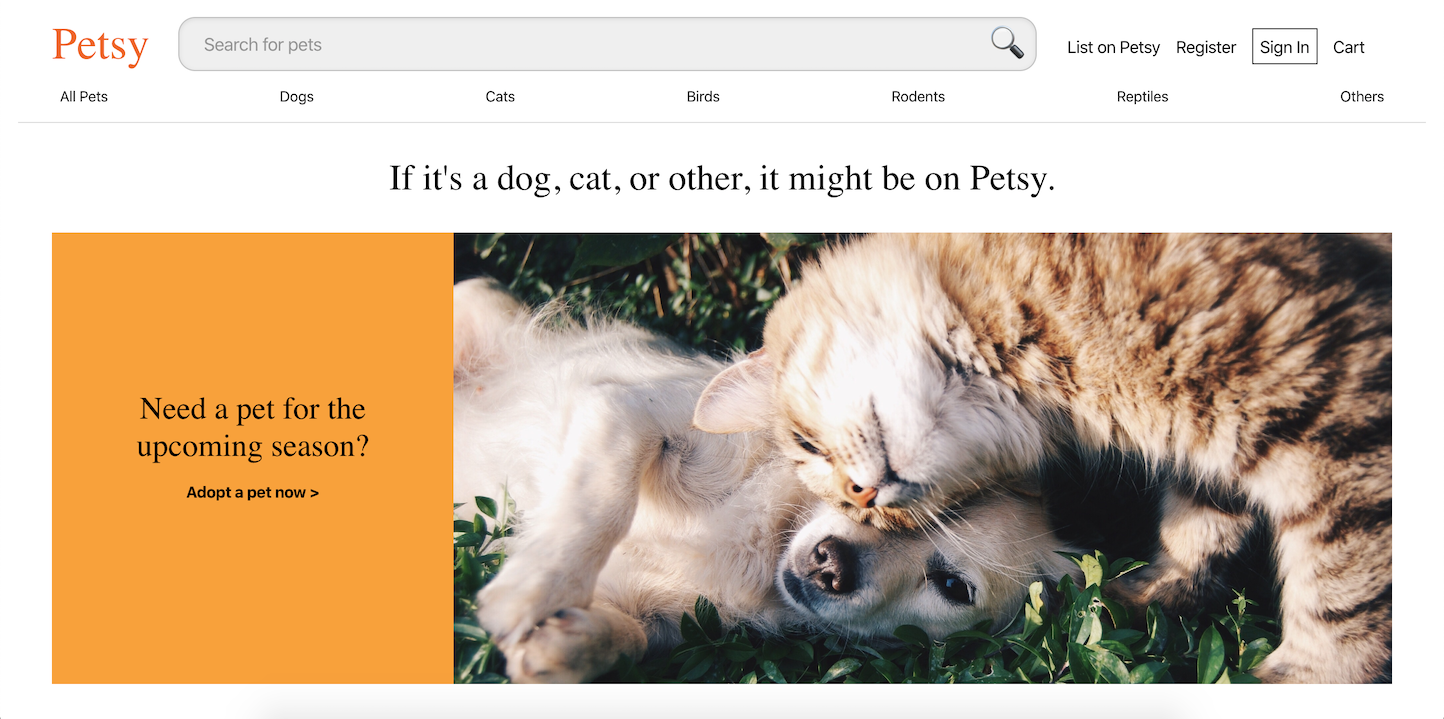 Petsy
Search for pets
List on Petsy
Register
Sign In
Cart
All Pets
Dogs
Cats
Birds
Rodents
Reptiles
Others
If it's a dog, cat, or other, it might be on Petsy.
Need a pet for the
upcoming season?
Adopt a pet now >